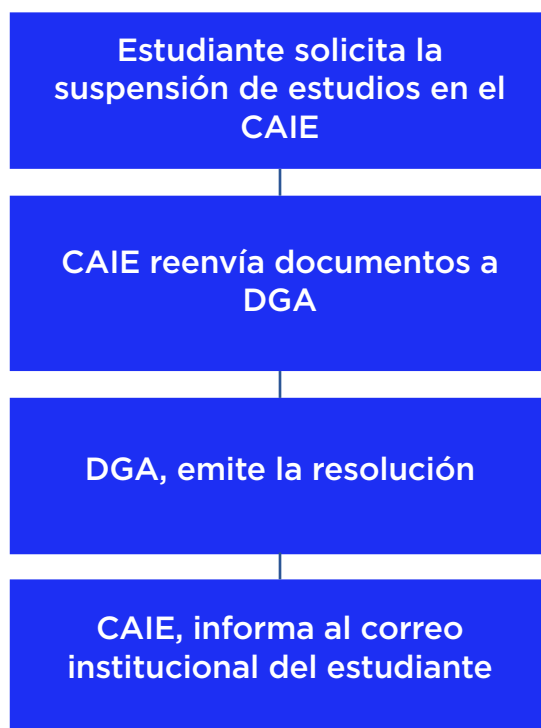 Estudiante solicita la
suspensión de estudios en el
CAIE
CAIE reenvía documentos a
DGA
DGA, emite la resolución
CAIE, informa al correo
institucional del estudiante